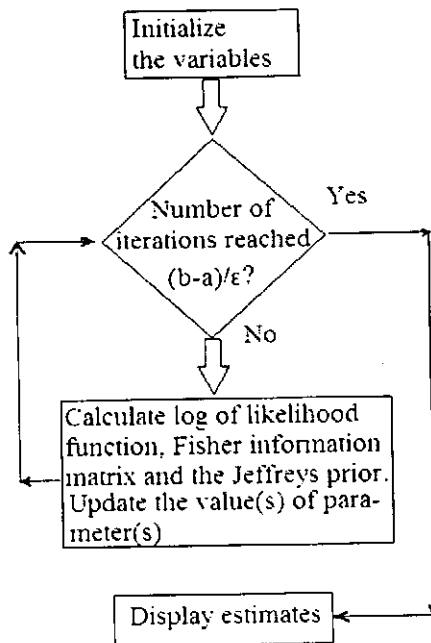 Initialize
the variables
Yes
Number of
iterations reached
(b-a)/ε?
No
Calculate log of likelihood
function, Fisher information
matrix and the Jeffreys prior.
Update the value(s) of para-
meter(s)
Display estimates